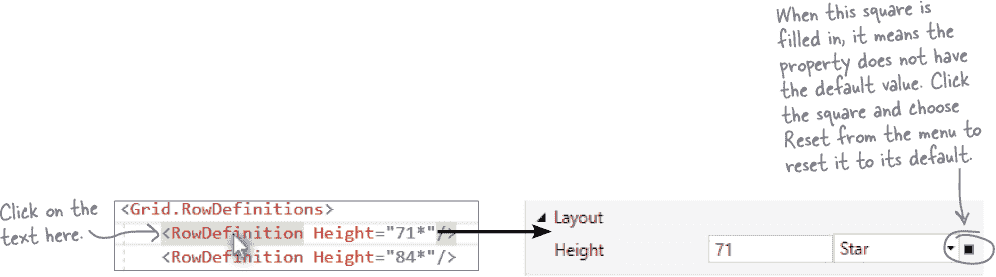 When this square is
filled in, it means the
property does not have
the default value. Click
the square and choose
Reset from the menu to
reset it to its default.
Click on the
text here.
<Grid.RowDefinitions>
<RowDefinition Height="71*"/>
<RowDefinition Height="84*"/>
Layout
Height 71 Star